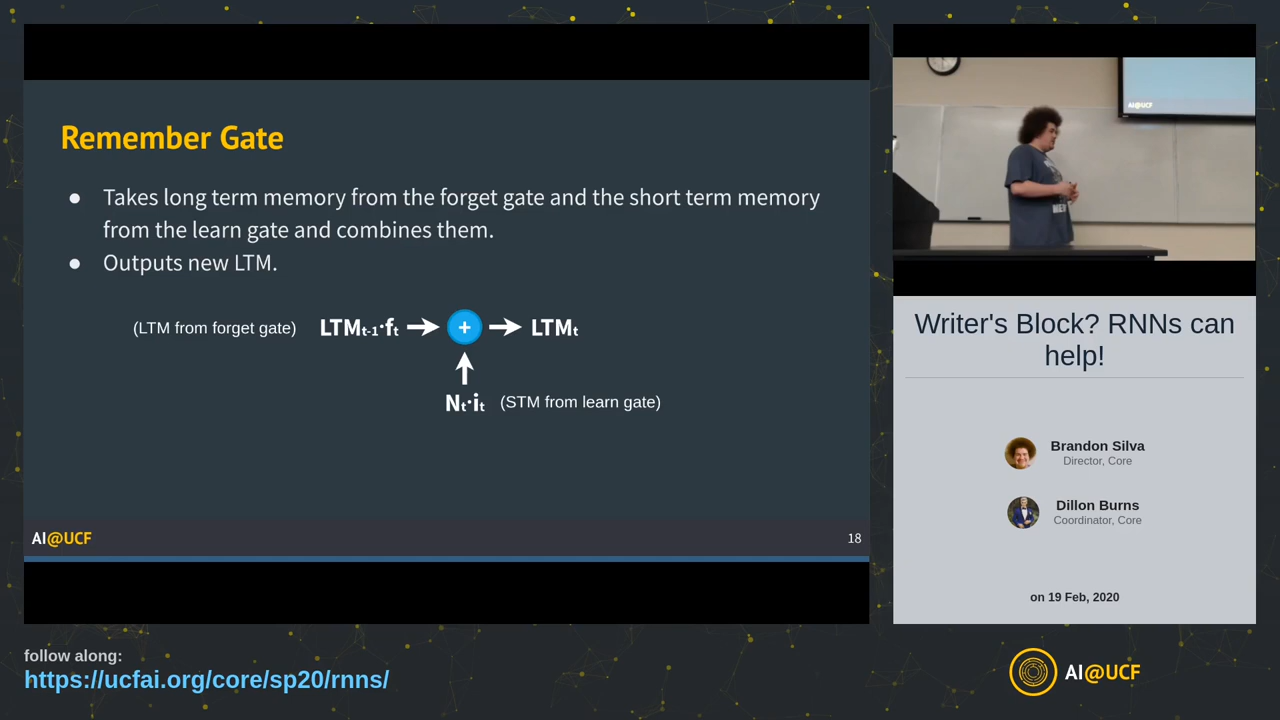 Remember Gate
● Takes long term memory from the forget gate and the short term memory
from the learn gate and combines them.
● Outputs new LTM.
(LTM from forget gate) LTMt-1·ft + LTMt
Nt·it (STM from learn gate)
AI@UCF
18
AI@UCF
Writer's Block? RNNs can
help!
Brandon Silva
Director, Core
Dillon Burns
Coordinator, Core
on 19 Feb, 2020
follow along:
https://ucfai.org/core/sp20/rnns/
AI@UCF